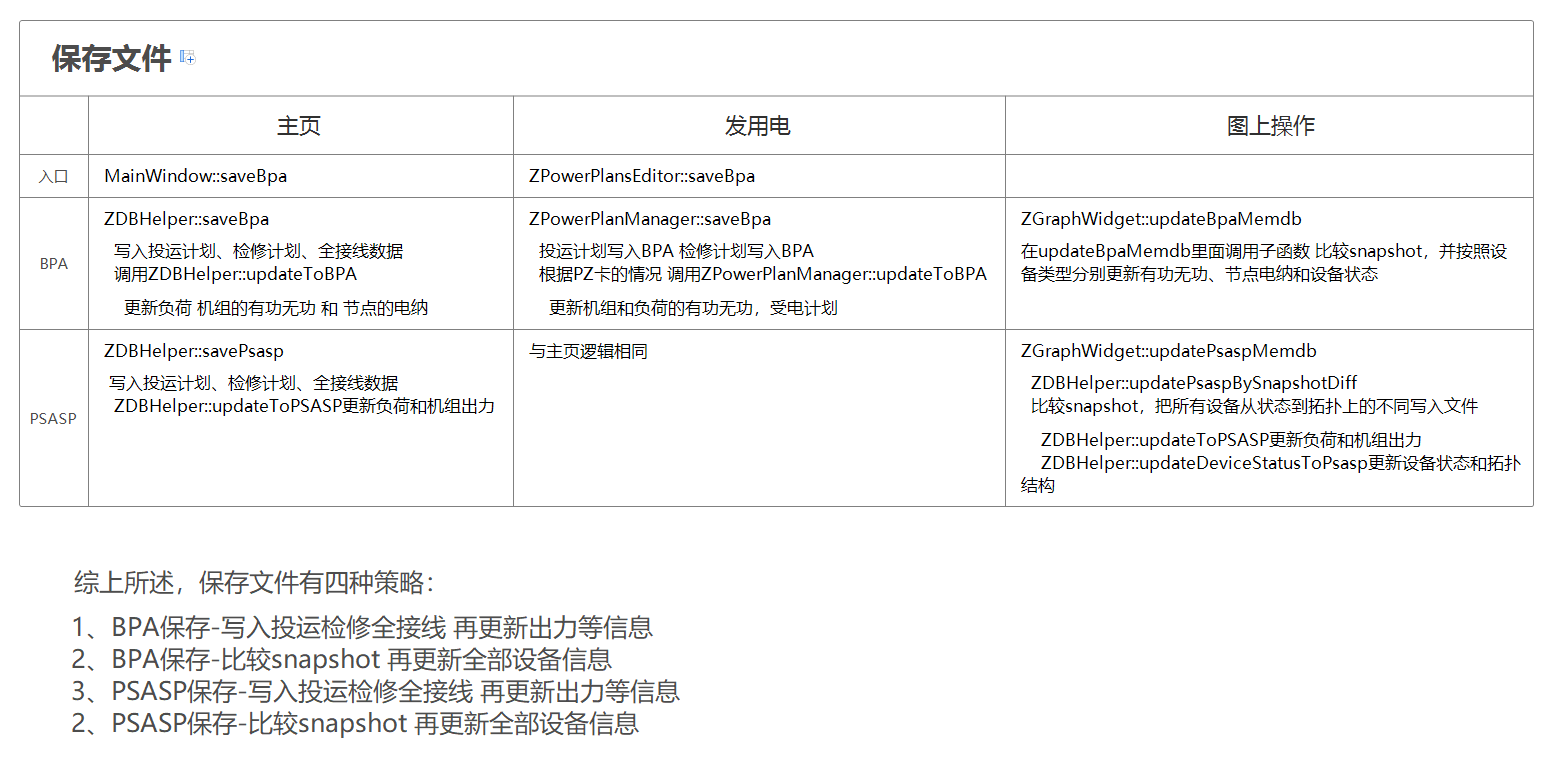 保存文件
主页
发用电
图上操作
入口
MainWindow::saveBpa
ZPowerPlansEditor::saveBpa
BPA
ZDBHelper::saveBpa
写入投运计划、检修计划、全接线数据
调用ZDBHelper::updateToBPA
更新负荷 机组的有功无功 和 节点的电纳
ZPowerPlanManager::saveBpa
投运计划写入BPA 检修计划写入BPA
根据PZ卡的情况 调用ZPowerPlanManager::updateToBPA
更新机组和负荷的有功无功，受电计划
ZGraphWidget::updateBpaMemdb
在updateBpaMemdb里面调用子函数 比较snapshot，并按照设
备类型分别更新有功无功、节点电纳和设备状态
PSASP
ZDBHelper::savePsasp
写入投运计划、检修计划、全接线数据
ZDBHelper::updateToPSASP更新负荷和机组出力
与主页逻辑相同
ZGraphWidget::updatePsaspMemdb
ZDBHelper::updatePsaspBySnapshotDiff
比较snapshot，把所有设备从状态到拓扑上的不同写入文件
ZDBHelper::updateToPSASP更新负荷和机组出力
ZDBHelper::updateDeviceStatusToPsasp更新设备状态和拓扑
结构
综上所述，保存文件有四种策略：
1、BPA保存-写入投运检修全接线 再更新出力等信息
2、BPA保存-比较snapshot 再更新全部设备信息
3、PSASP保存-写入投运检修全接线 再更新出力等信息
2、PSASP保存-比较snapshot 再更新全部设备信息